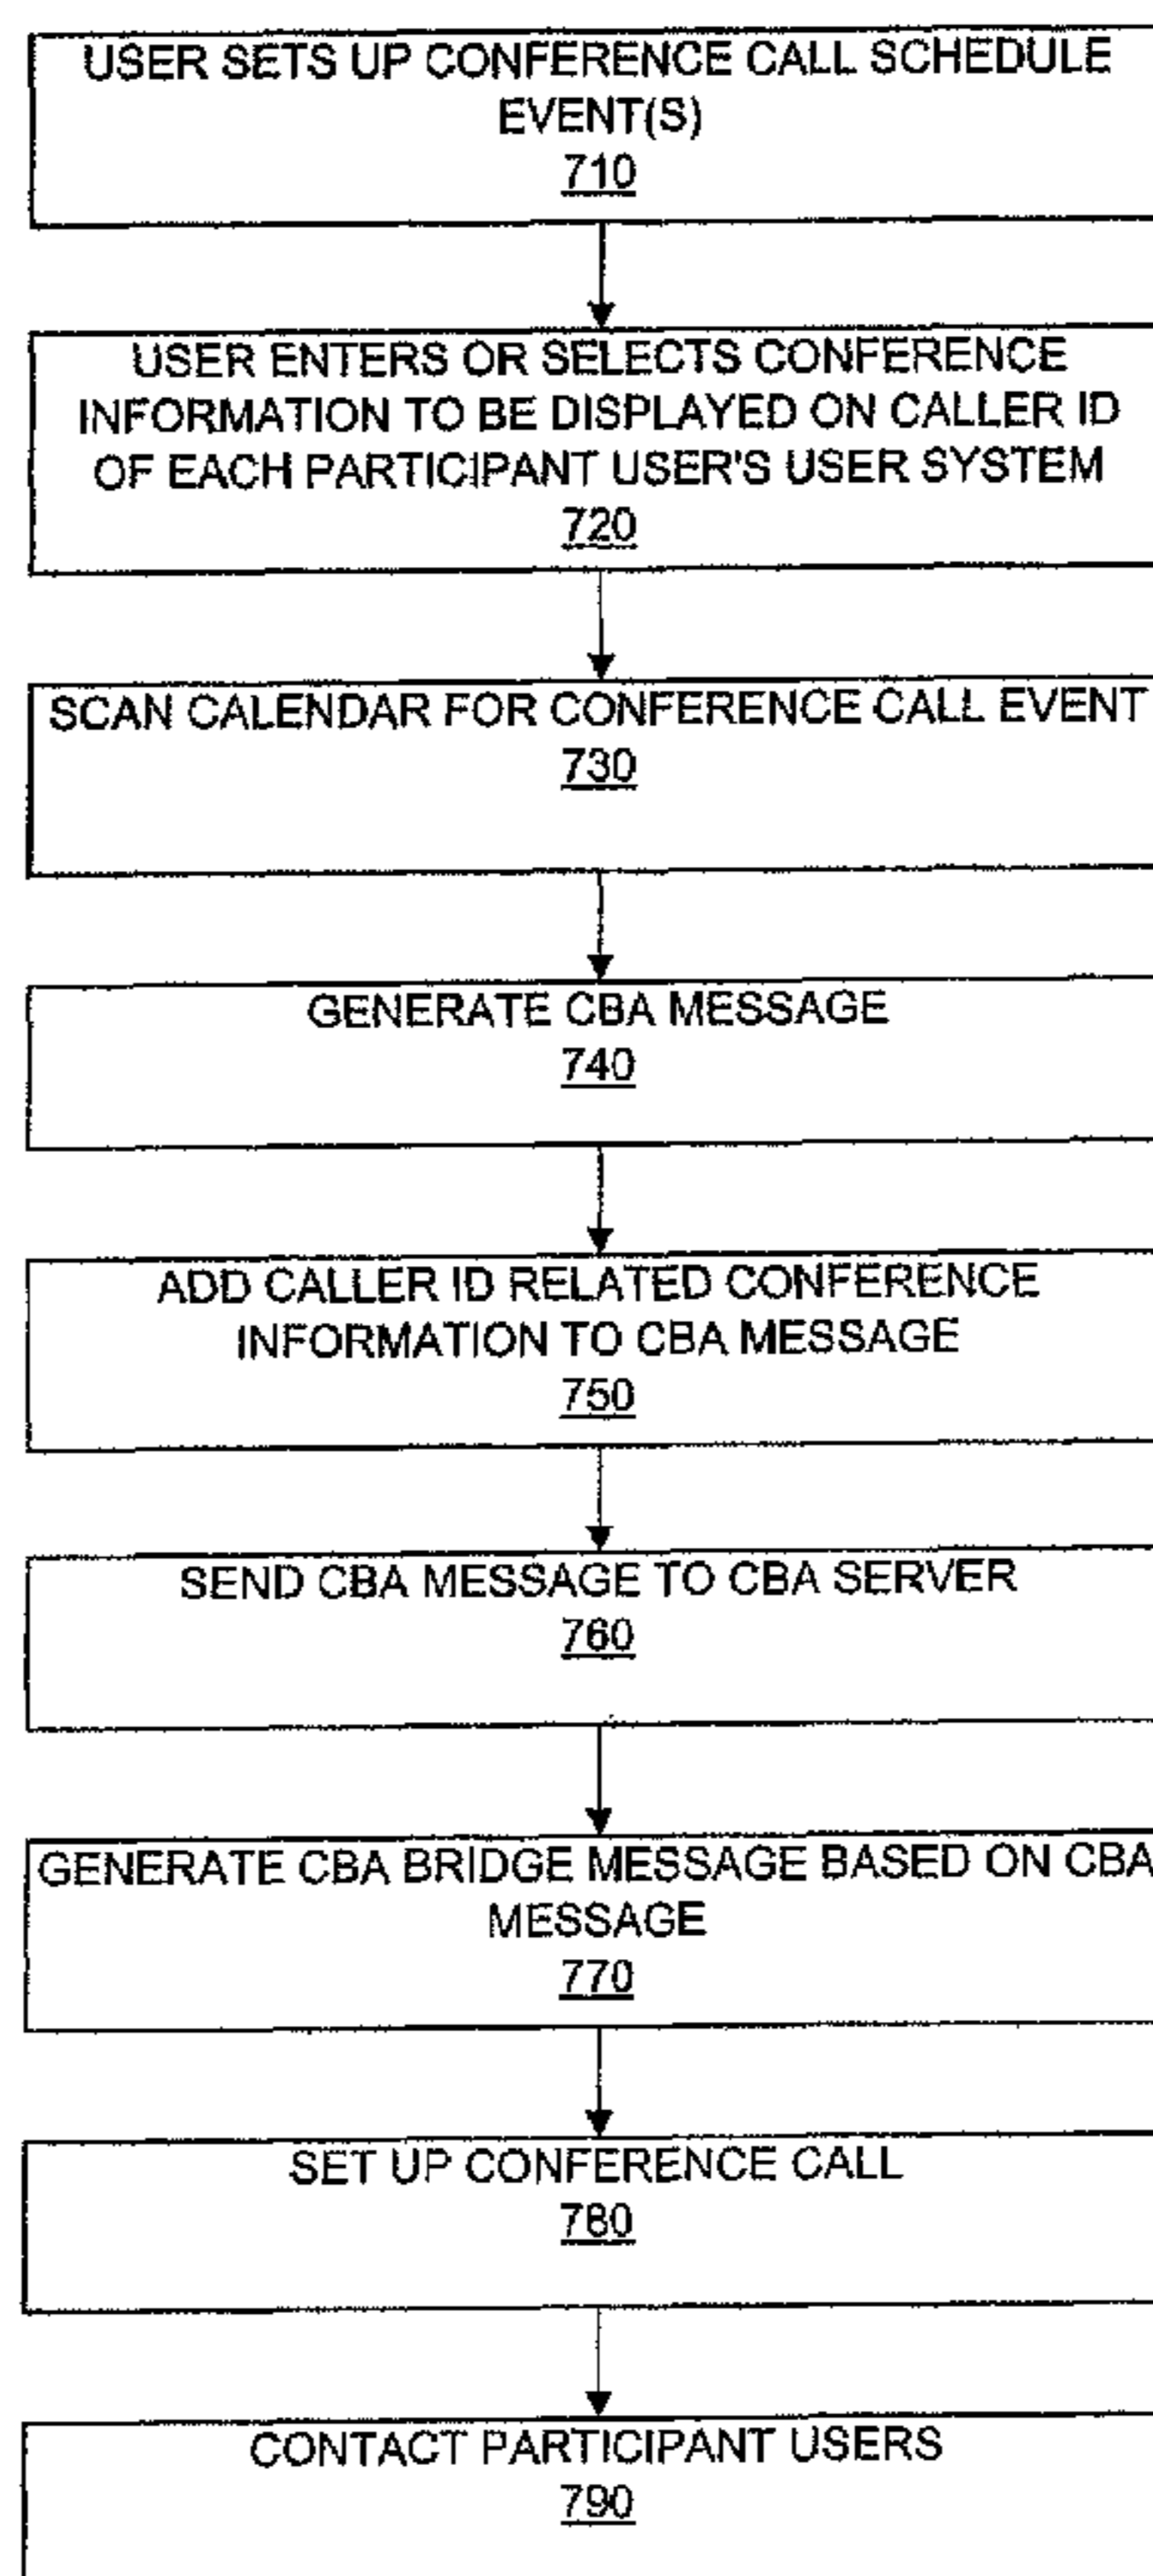 USER SETS UP CONFERENCE CALL SCHEDULE
EVENT(S)
710
USER ENTERS OR SELECTS CONFERENCE
INFORMATION TO BE DISPLAYED ON CALLER ID
OF EACH PARTICIPANT USER'S USER SYSTEM
720
SCAN CALENDAR FOR CONFERENCE CALL EVENT
730
GENERATE CBA MESSAGE
740
ADD CALLER ID RELATED CONFERENCE
INFORMATION TO CBA MESSAGE
750
SEND CBA MESSAGE TO CBA SERVER
760
GENERATE CBA BRIDGE MESSAGE BASED ON CBA
MESSAGE
770
SET UP CONFERENCE CALL
780
CONTACT PARTICIPANT USERS
790